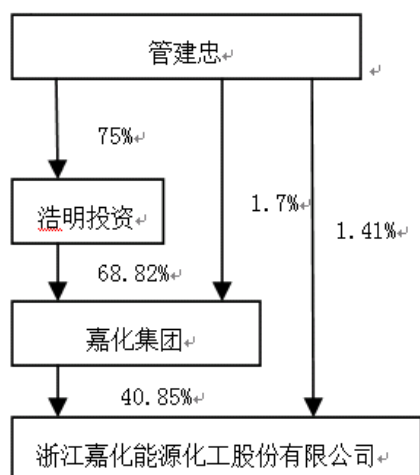 管建忠
75%
浩明投资
1.7%
1.41%
68.82%
嘉化集团
40.85%
浙江嘉化能源化工股份有限公司